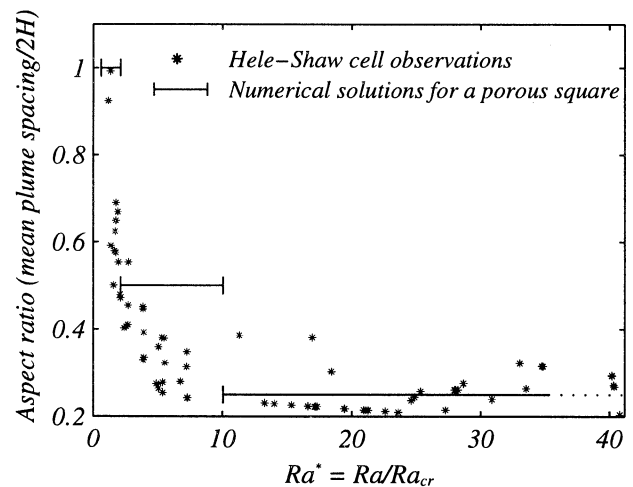 Aspect ratio (mean plume spacing/2H)
1
0.8
0.6
0.4
0.2
* Hele-Shaw cell observations
Numerical solutions for a porous square
0 10 20 30 40
Ra* = Ra/Racr